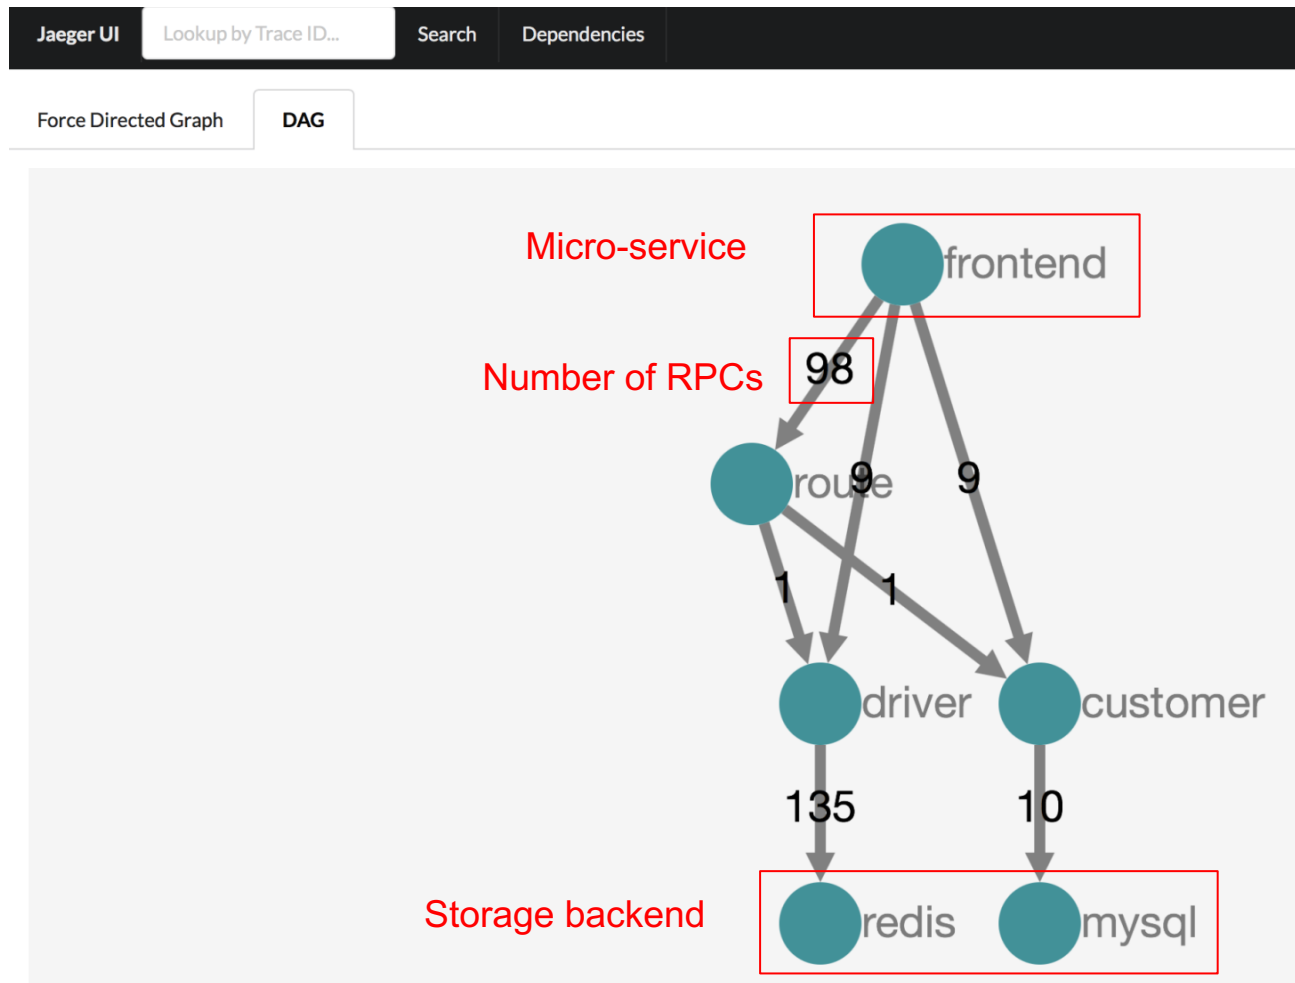 Jaeger UI
Lookup by Trace ID...
Search
Dependencies
Force Directed Graph
DAG
Micro-service
frontend
Number of RPCs
98
route
9
9
1
1
driver
customer
135
10
Storage backend
redis
mysql